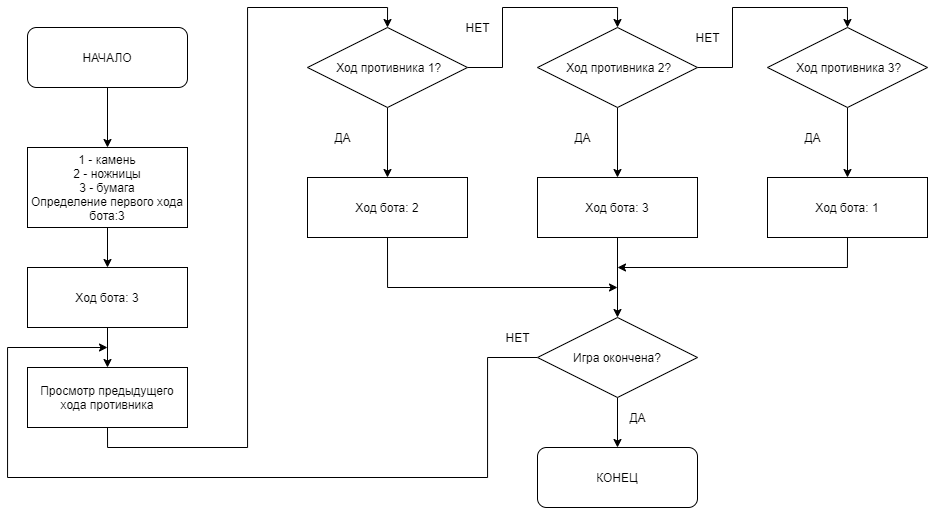 НАЧАЛО
1 - камень
2 - ножницы
3 - бумага
Определение первого хода
бота:3
Ход бота: 3
Просмотр предыдущего
хода противника
Ход противника 1?
НЕТ
Ход противника 2?
НЕТ
Ход противника 3?
ДА
ДА
ДА
Ход бота: 2
Ход бота: 3
Ход бота: 1
НЕТ
Игра окончена?
ДА
КОНЕЦ